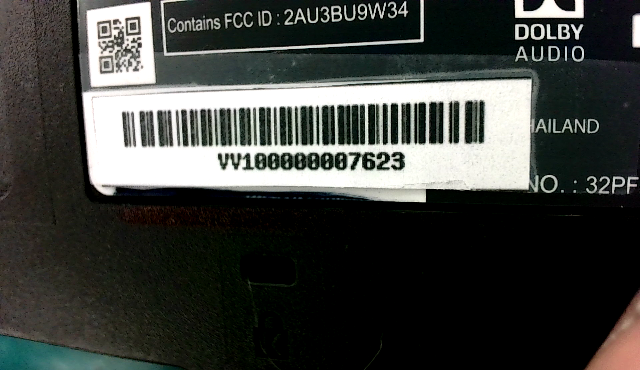 Contains FCC ID : 2AU3BU9W34
DOLBY
AUDIO
VV100000007623
HAILAND
NO. : 32PF